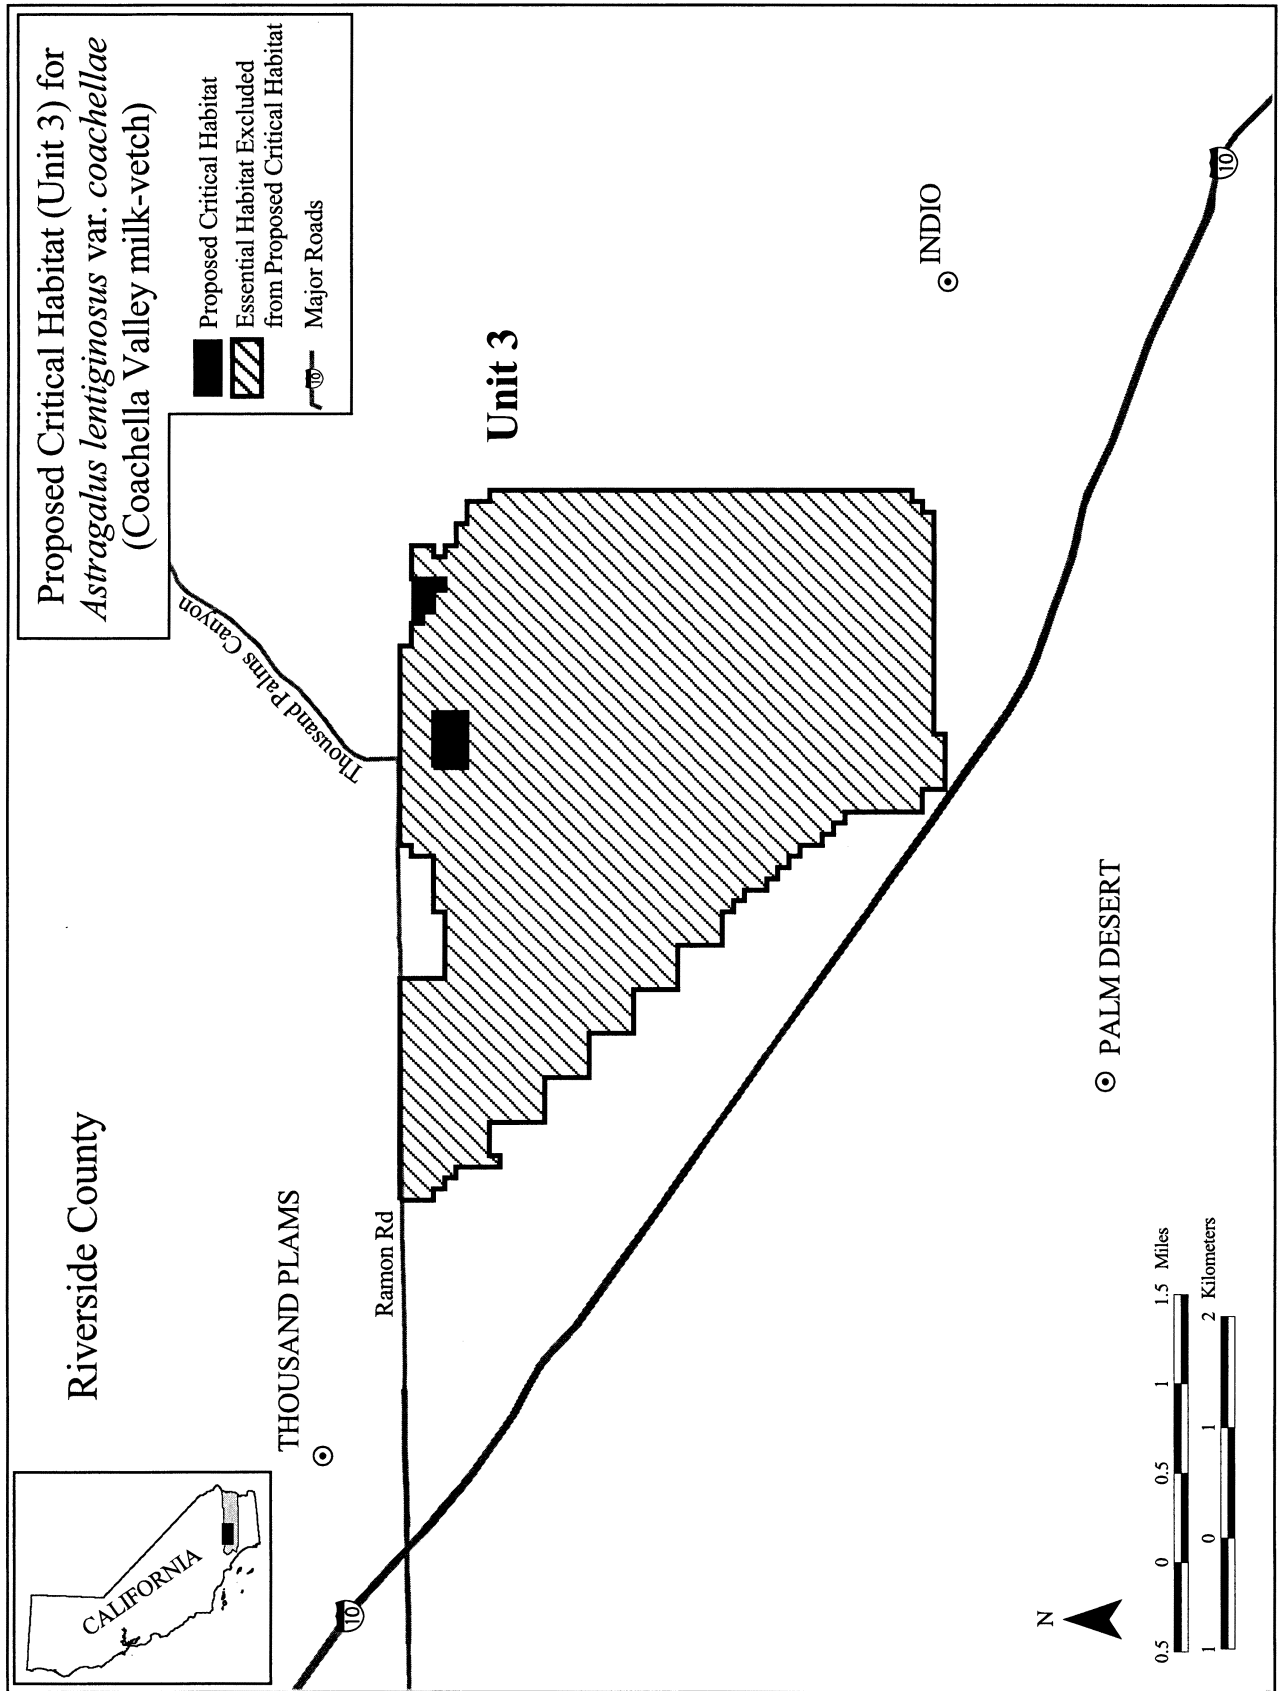 Proposed Critical Habitat (Unit 3) for
Astragalus lentiginosus var. coachellae
(Coachella Valley milk-vetch)
Proposed Critical Habitat
Essential Habitat Excluded
from Proposed Critical Habitat
10
Major Roads
Riverside County
CALIFORNIA
THOUSAND PLAMS
Thousand Palms Canyon
Ramon Rd
10
Unit 3
INDIO
10
PALM DESERT
N
0.5 0 0.5 1 1.5 Miles
1 0 1 2 Kilometers